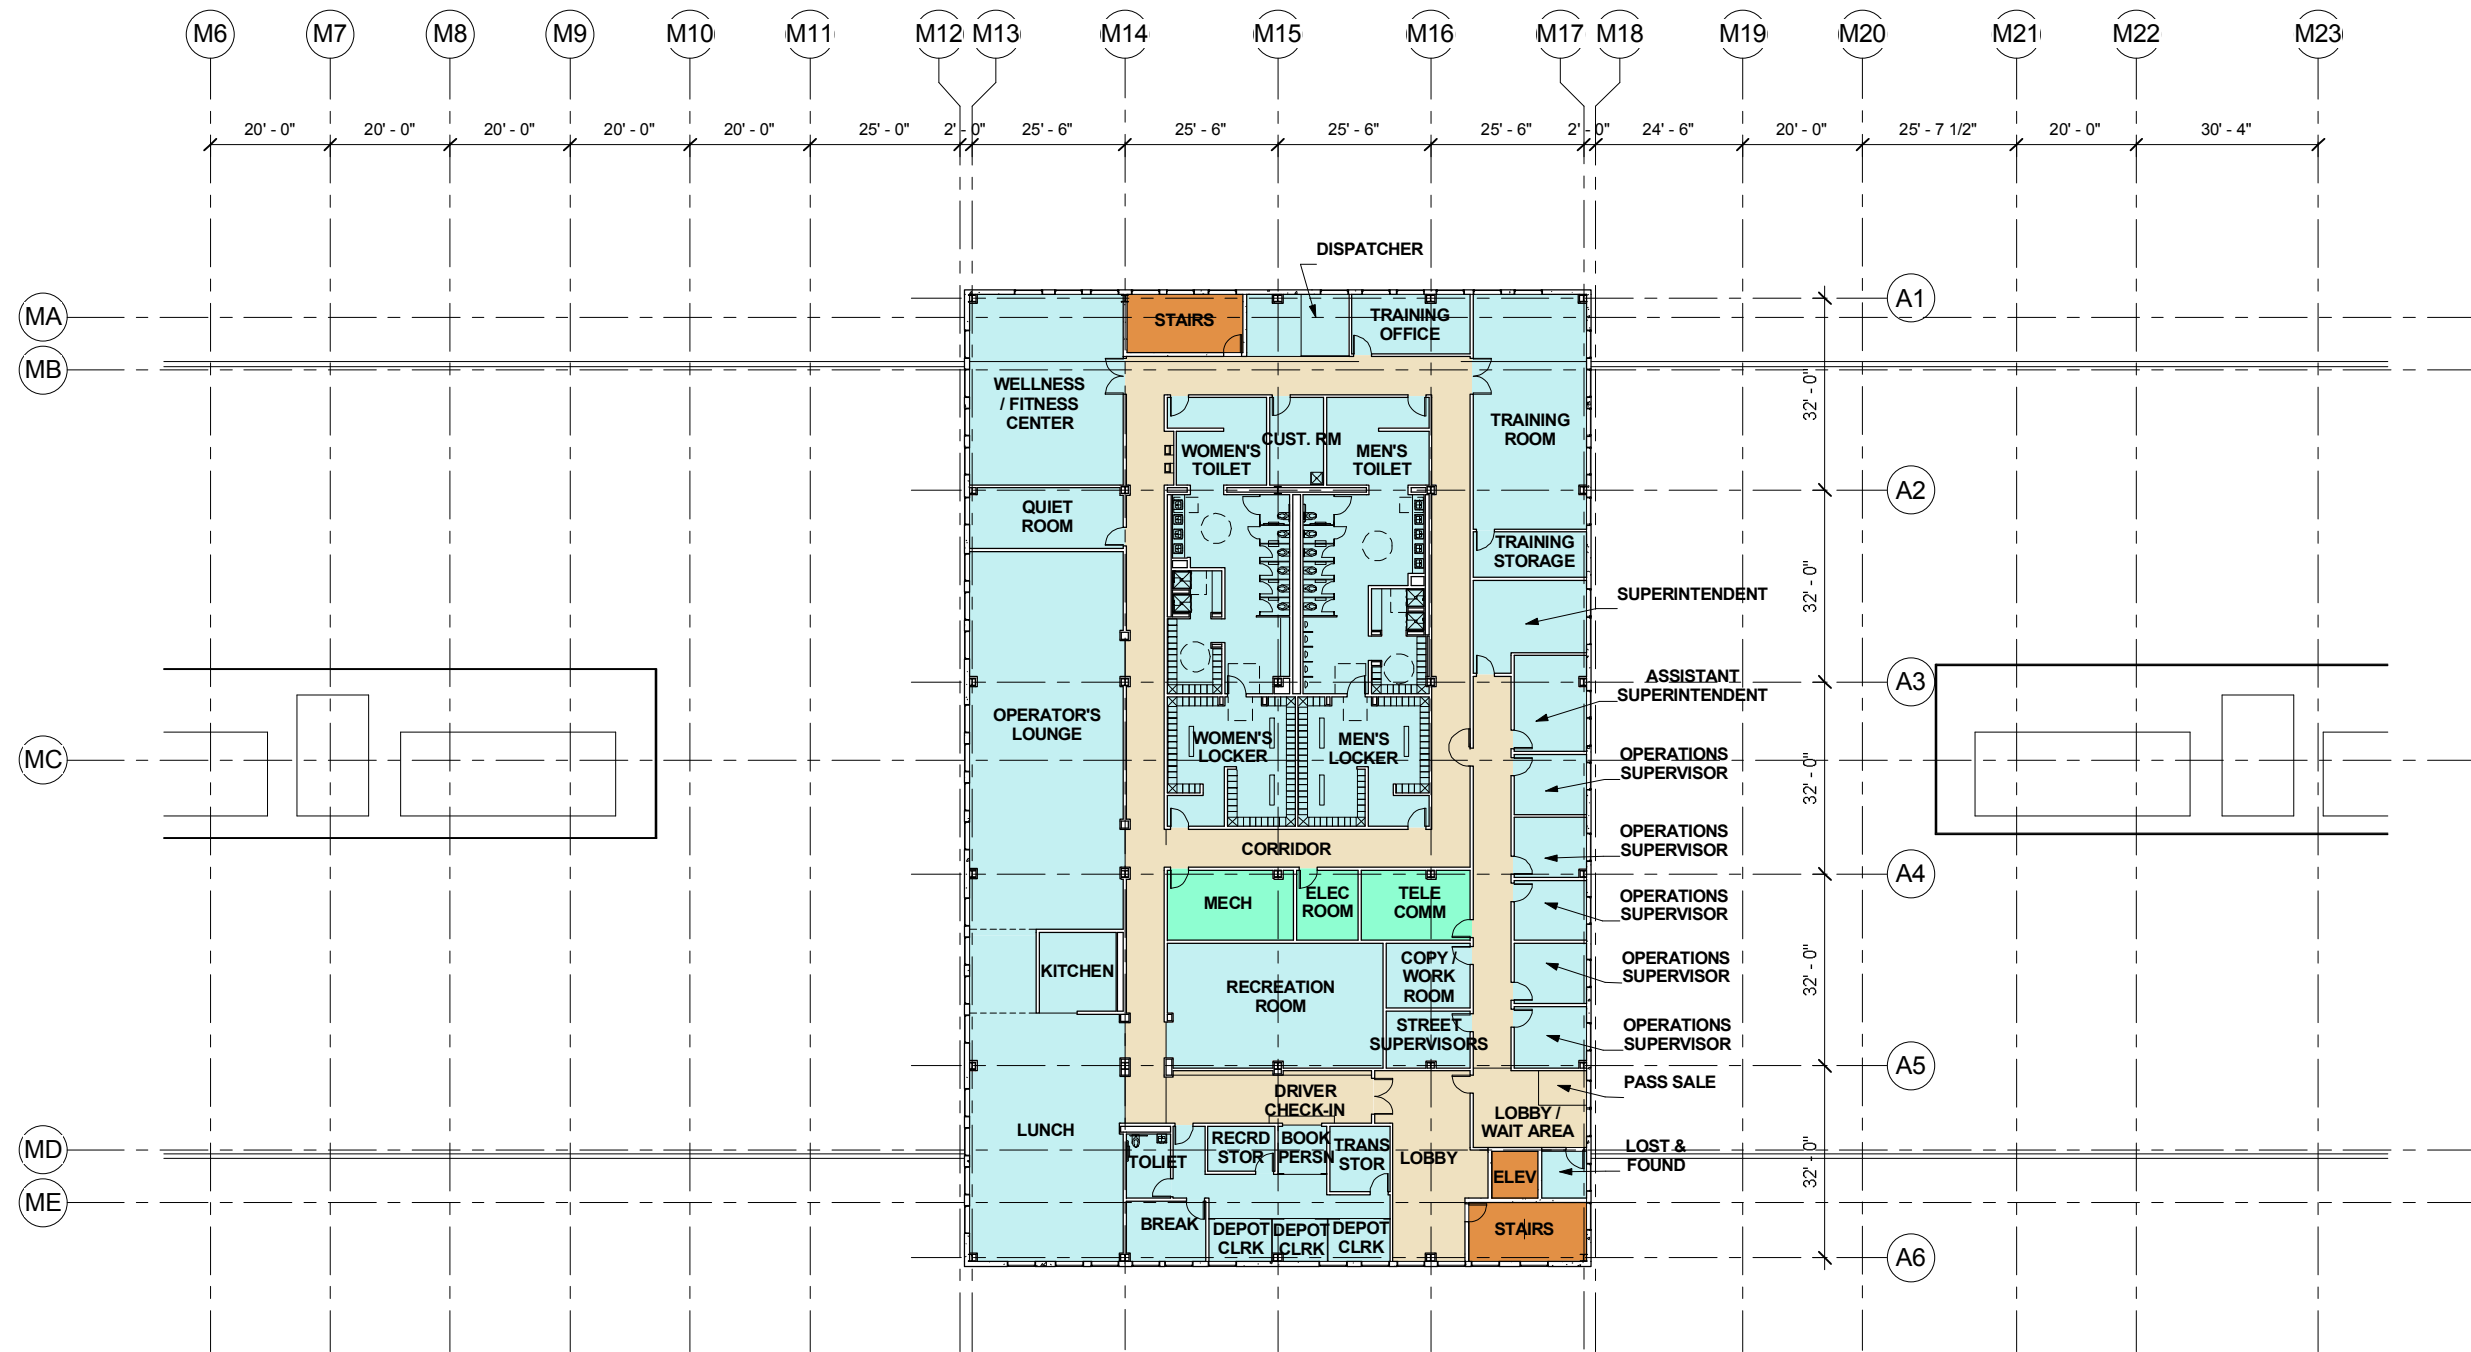 M6 M7 M8 M9 M10 M11 M12 M13 M14 M15 M16 M17 M18 M19 M20 M21 M22 M23
20' - 0" 20' - 0" 20' - 0" 20' - 0" 20' - 0" 25' - 0" 2' - 0" 25' - 6" 25' - 6" 25' - 6" 25' - 6" 2' - 0" 24' - 6" 20' - 0" 25' - 7 1/2" 20' - 0" 30' - 4"
DISPATCHER
A1
MA
STAIRS
TRAINING
OFFICE
MB
WELLNESS
/ FITNESS
CENTER
32' - 0"
TRAINING
ROOM
CUST. RM
WOMEN'S
TOILET
MEN'S
TOILET
A2
QUIET
ROOM
TRAINING
STORAGE
32' - 0"
SUPERINTENDENT
A3
ASSISTANT
SUPERINTENDENT
OPERATOR'S
LOUNGE
WOMEN'S
LOCKER
MEN'S
LOCKER
MC
OPERATIONS
SUPERVISOR
32' - 0"
OPERATIONS
SUPERVISOR
CORRIDOR
A4
MECH
ELEC
ROOM
TELE
COMM
OPERATIONS
SUPERVISOR
KITCHEN
RECREATION
ROOM
COPY /
WORK
ROOM
OPERATIONS
SUPERVISOR
32' - 0"
STREET
SUPERVISORS
OPERATIONS
SUPERVISOR
A5
PASS SALE
DRIVER
CHECK-IN
LOBBY /
WAIT AREA
LUNCH
MD
TOLIET
RECRD
STOR
BOOK
PERSN
TRANS
STOR
LOBBY
LOST &
FOUND
ELEV
32' - 0"
ME
BREAK
DEPOT
CLRK
DEPOT
CLRK
DEPOT
CLRK
STAIRS
A6